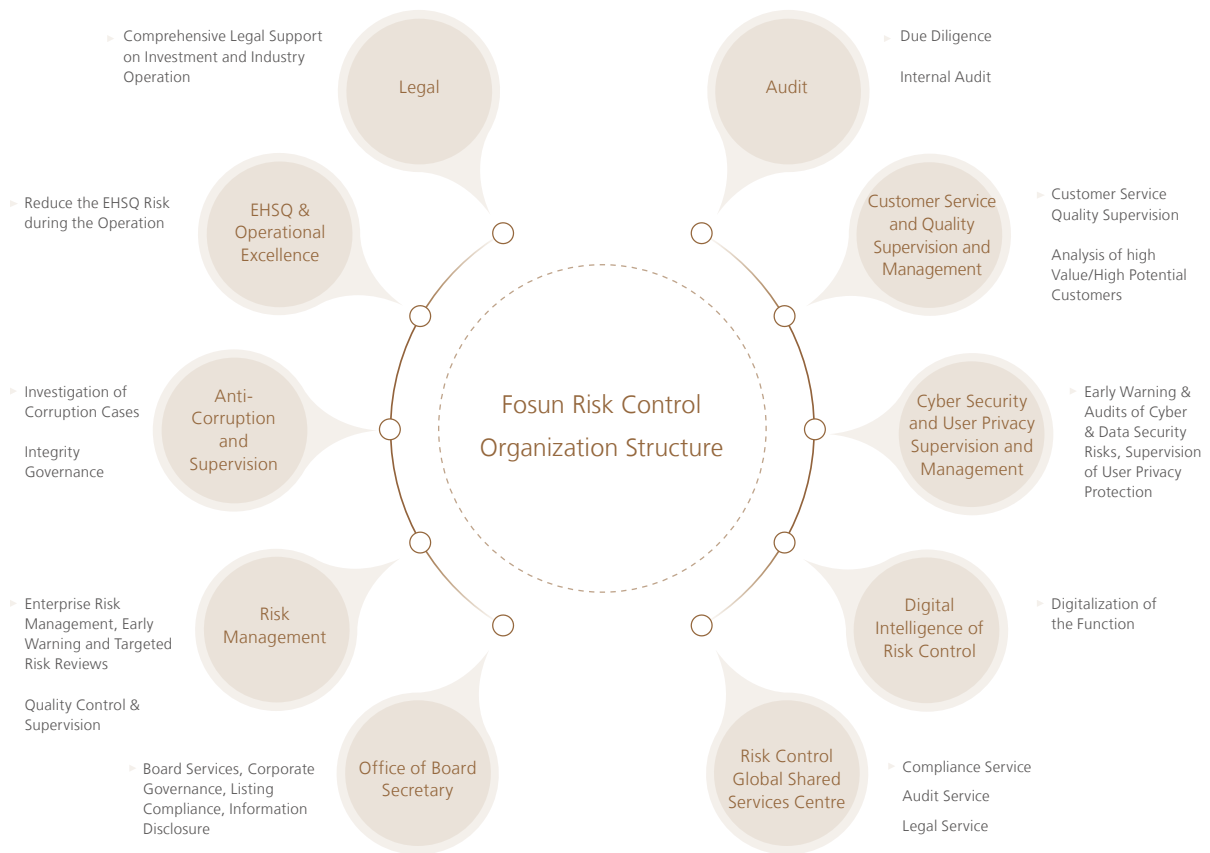 Comprehensive Legal Support
on Investment and Industry
Operation
Legal
Audit
Due Diligence
Internal Audit
Reduce the EHSQ Risk
during the Operation
EHSQ &
Operational
Excellence
Customer Service
and Quality
Supervision and
Management
Customer Service
Quality Supervision
Analysis of high
Value/High Potential
Customers
Investigation of
Corruption Cases
Integrity
Governance
Anti-
Corruption
and
Supervision
Fosun Risk Control
Organization Structure
Cyber Security
and User Privacy
Supervision and
Management
Early Warning &
Audits of Cyber
& Data Security
Risks, Supervision
of User Privacy
Protection
Enterprise Risk
Management, Early
Warning and Targeted
Risk Reviews
Quality Control &
Supervision
Risk
Management
Digital
Intelligence of
Risk Control
Digitalization of
the Function
Board Services, Corporate
Governance, Listing
Compliance, Information
Disclosure
Office of Board
Secretary
Risk Control
Global Shared
Services Centre
Compliance Service
Audit Service
Legal Service